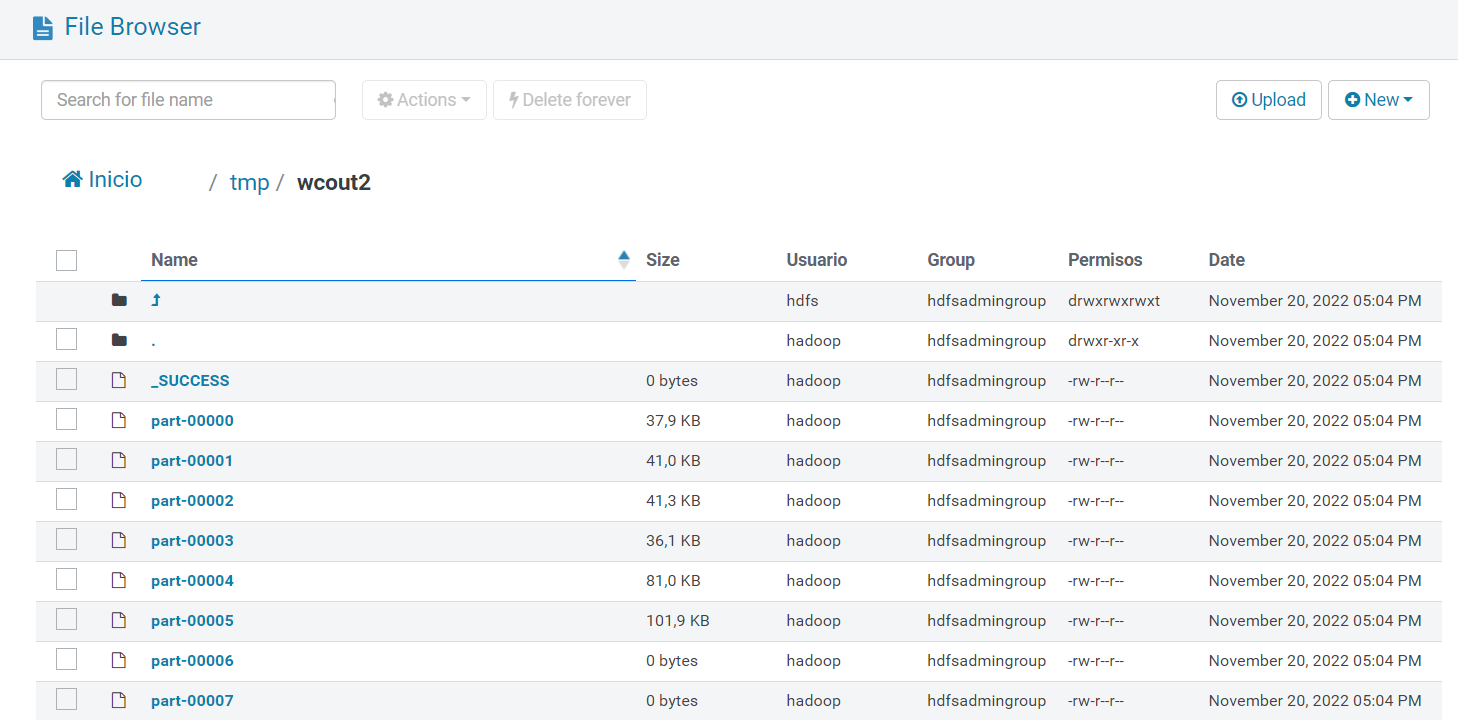 File Browser
Search for file name
Actions
Delete forever
Upload
New
Inicio / tmp / wcout2
Name Size Usuario Group Permisos Date
hdfs hdfsadmingroup drwxrwxrwxt November 20, 2022 05:04 PM
. hadoop hdfsadmingroup drwxr-xr-x November 20, 2022 05:04 PM
_SUCCESS 0 bytes hadoop hdfsadmingroup -rw-r--r-- November 20, 2022 05:04 PM
part-00000 37,9 KB hadoop hdfsadmingroup -rw-r--r-- November 20, 2022 05:04 PM
part-00001 41,0 KB hadoop hdfsadmingroup -rw-r--r-- November 20, 2022 05:04 PM
part-00002 41,3 KB hadoop hdfsadmingroup -rw-r--r-- November 20, 2022 05:04 PM
part-00003 36,1 KB hadoop hdfsadmingroup -rw-r--r-- November 20, 2022 05:04 PM
part-00004 81,0 KB hadoop hdfsadmingroup -rw-r--r-- November 20, 2022 05:04 PM
part-00005 101,9 KB hadoop hdfsadmingroup -rw-r--r-- November 20, 2022 05:04 PM
part-00006 0 bytes hadoop hdfsadmingroup -rw-r--r-- November 20, 2022 05:04 PM
part-00007 0 bytes hadoop hdfsadmingroup -rw-r--r-- November 20, 2022 05:04 PM